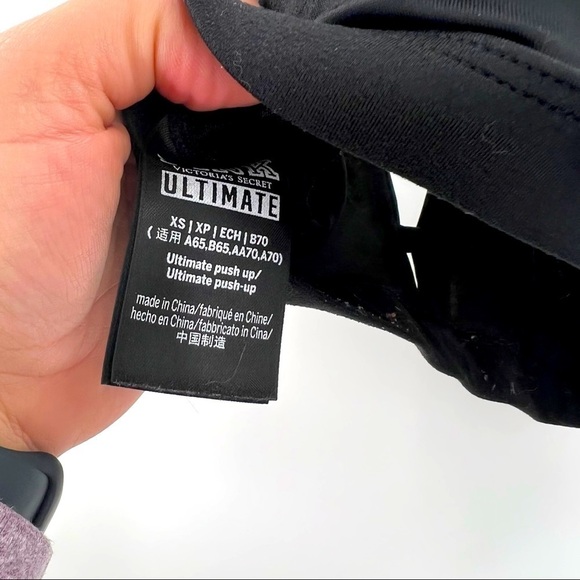 VICTORIA'S SECRET
ULTIMATE
XS | XP | ECH | B70
(适用 A65,B65,AA70,A70)
Ultimate push up/
Ultimate push-up
made in China/fabriqué en Chine/
hecho en China/fabbricato in Cina/
中国制造